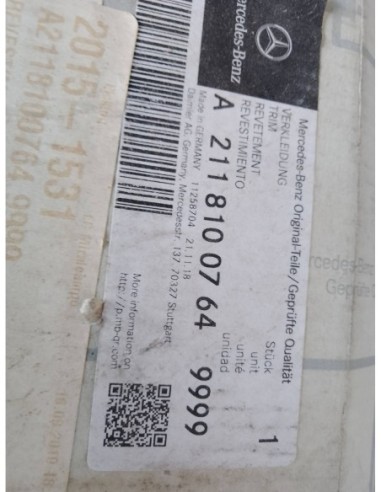 Mercedes-Benz
Mercedes-Benz Original-Teile/Geprüfte Qualität
VERKLEIDUNG
TRIM
REVETEMENT
REVESTIMIENTO
1
Stück
unit
unité
unidad
A 211 810 07 64 9999
Made in GERMANY 11258704 21.11.18
Daimler AG, Germany, Mercedesstr. 137 70327 Stuttgart
More information on
http://p.mb-qr.com
2015 1531